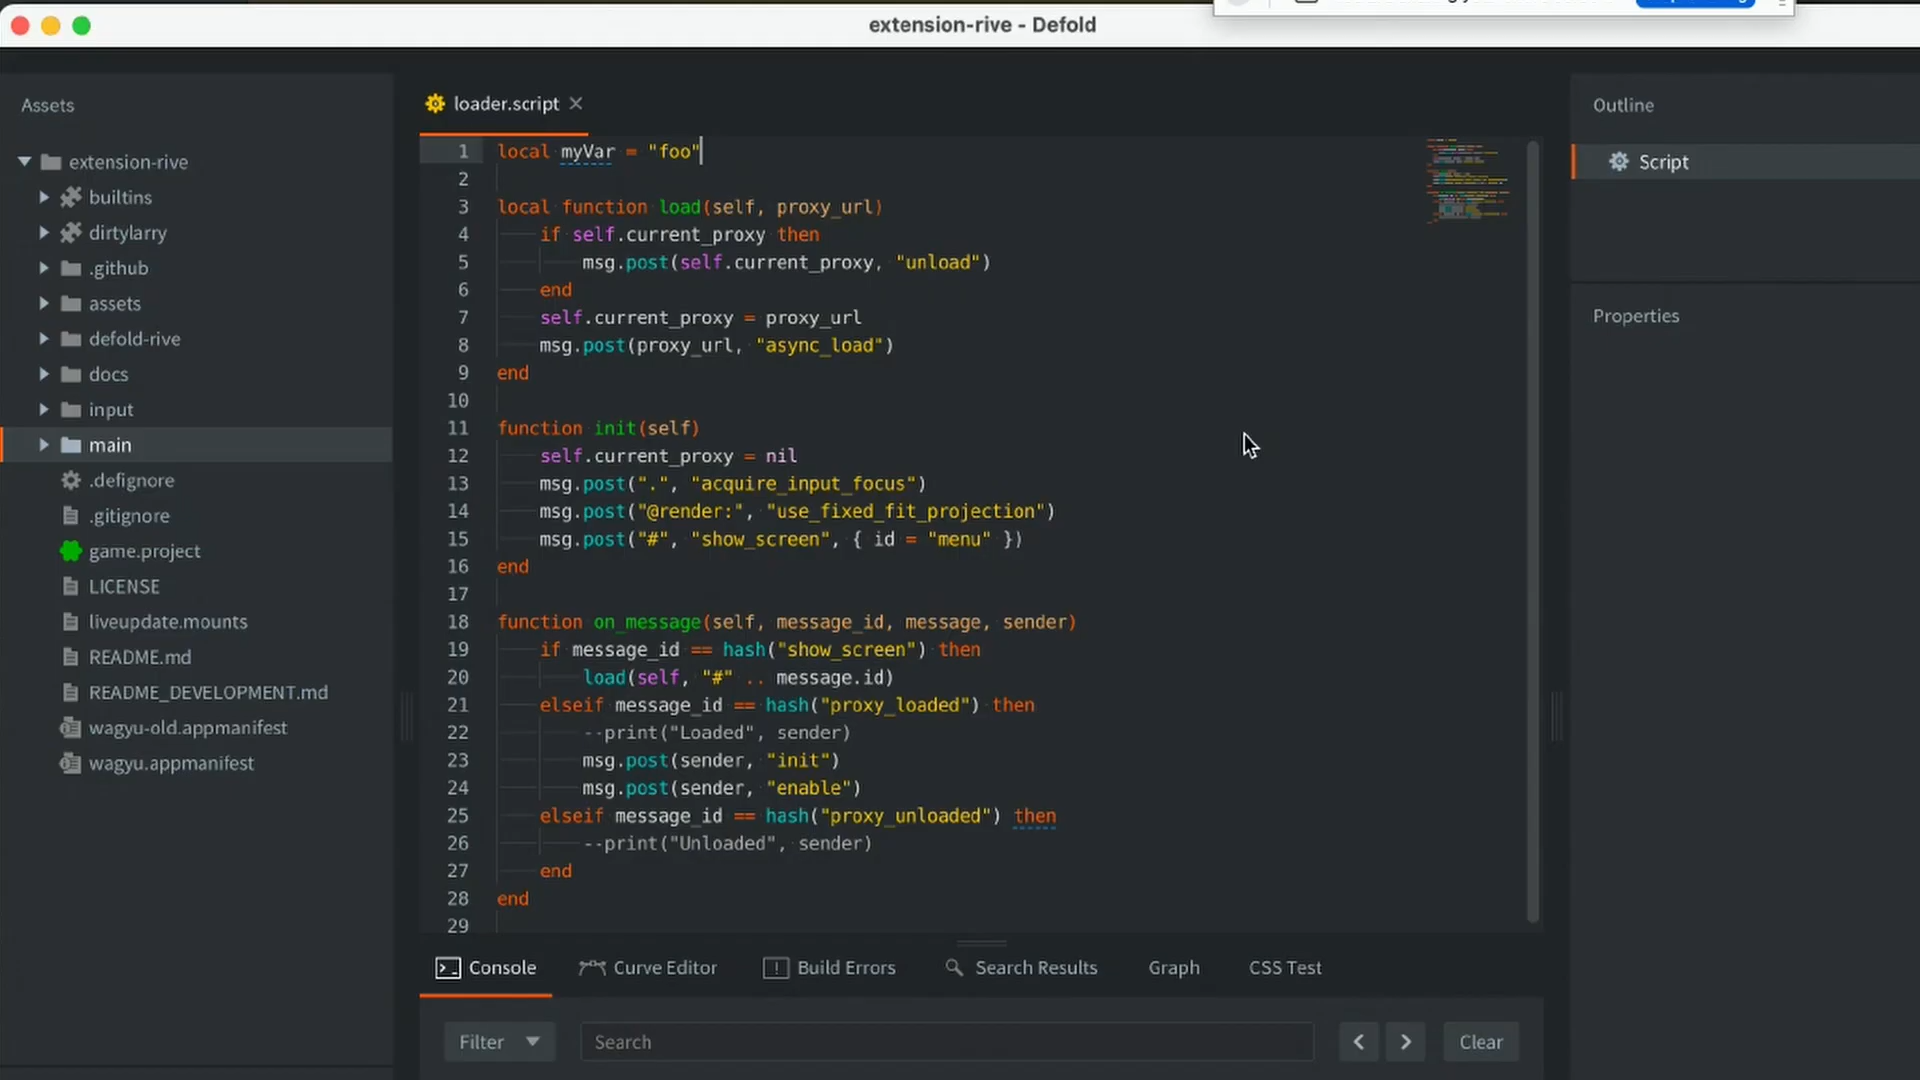 extension-rive - Defold
Assets
extension-rive
builtins
dirtylarry
.github
assets
defold-rive
docs
input
main
.defignore
.gitignore
game.project
LICENSE
liveupdate.mounts
README.md
README_DEVELOPMENT.md
wagyu-old.appmanifest
wagyu.appmanifest
loader.script
1 local myVar = "foo"
2
3 local function load(self, proxy_url)
4 if self.current_proxy then
5 msg.post(self.current_proxy, "unload")
6 end
7 self.current_proxy = proxy_url
8 msg.post(proxy_url, "async_load")
9 end
10
11 function init(self)
12 self.current_proxy = nil
13 msg.post(".", "acquire_input_focus")
14 msg.post("@render:", "use_fixed_fit_projection")
15 msg.post("#", "show_screen", { id = "menu" })
16 end
17
18 function on_message(self, message_id, message, sender)
19 if message_id == hash("show_screen") then
20 load(self, "#" .. message.id)
21 elseif message_id == hash("proxy_loaded") then
22 --print("Loaded", sender)
23 msg.post(sender, "init")
24 msg.post(sender, "enable")
25 elseif message_id == hash("proxy_unloaded") then
26 --print("Unloaded", sender)
27 end
28 end
29
Console Curve Editor Build Errors Search Results Graph CSS Test
Filter Search Clear
Outline
Script
Properties